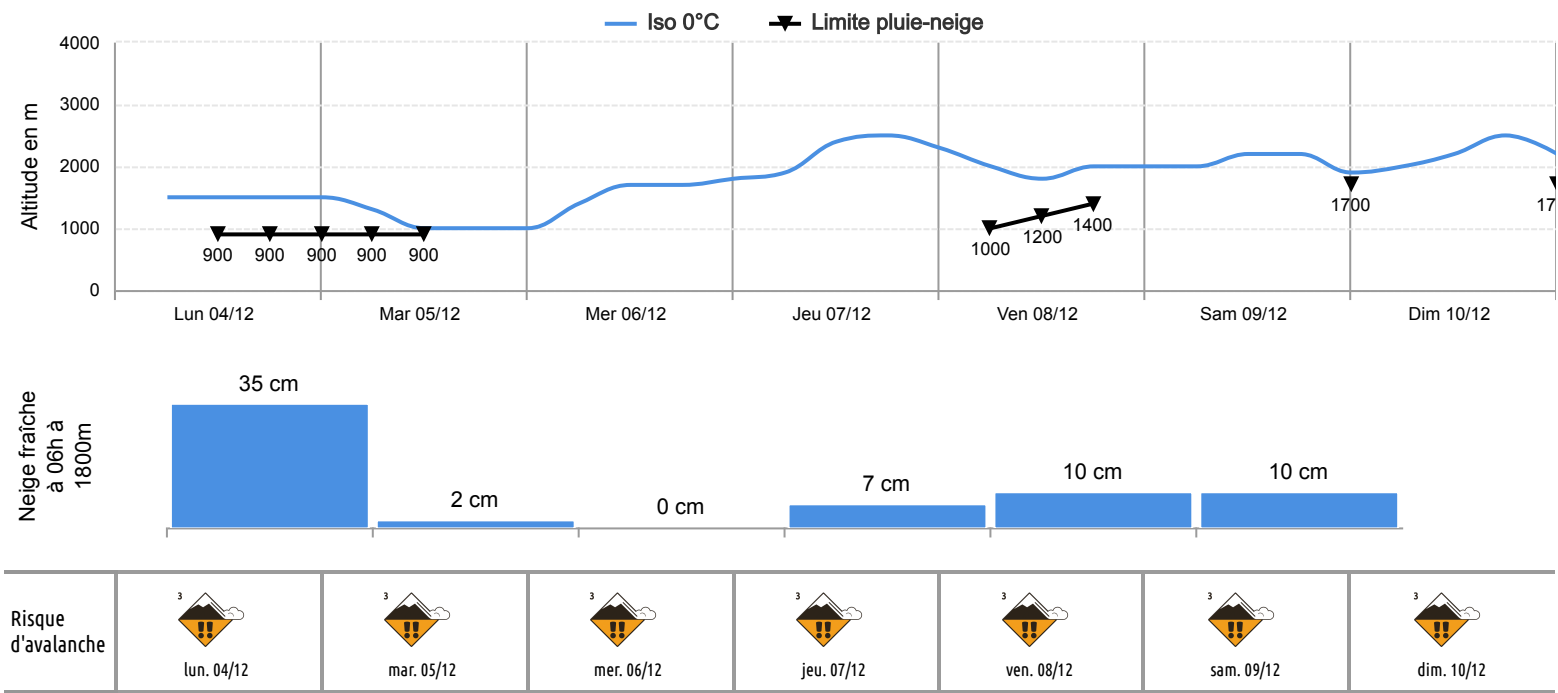 Iso 0°C Limite pluie-neige
4000
3000
2000
1000
0
Altitude en m
900 900 900 900 900
1000 1200 1400
1700
17
Lun 04/12 Mar 05/12 Mer 06/12 Jeu 07/12 Ven 08/12 Sam 09/12 Dim 10/12
Neige fraîche
à 06h à
1800m
35 cm 2 cm 0 cm 7 cm 10 cm 10 cm
Risque
d'avalanche
3 3 3 3 3 3 3
lun. 04/12 mar. 05/12 mer. 06/12 jeu. 07/12 ven. 08/12 sam. 09/12 dim. 10/12